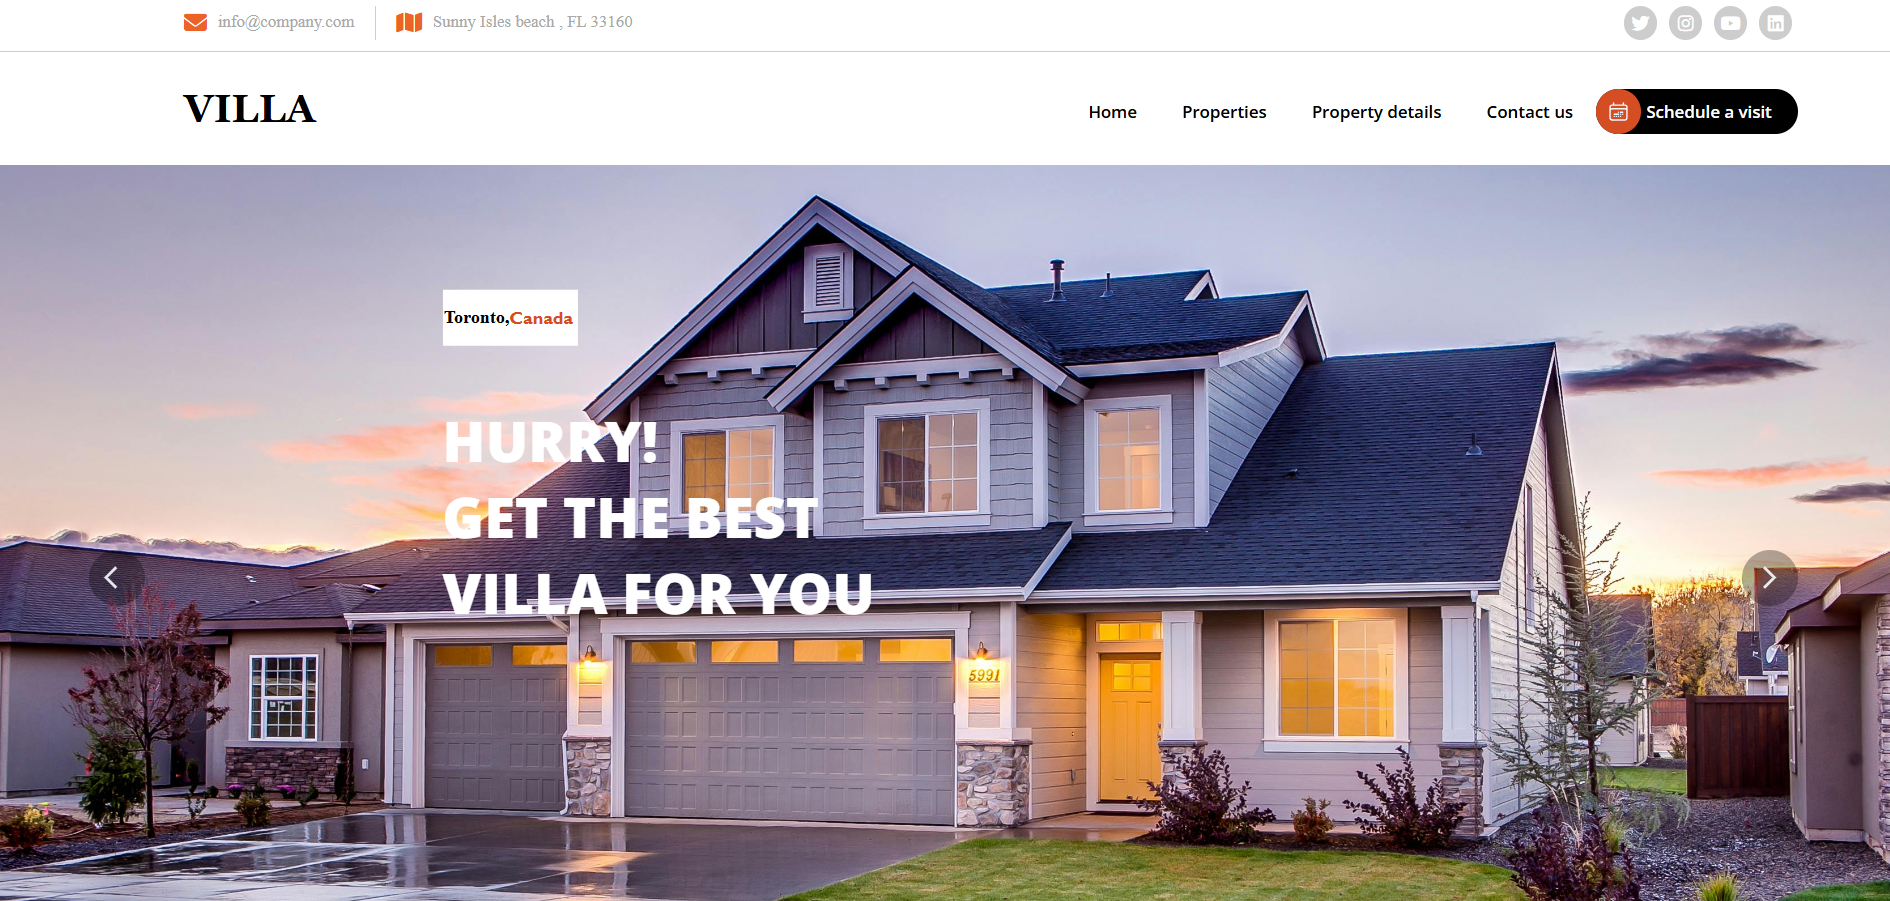 info@company.com
Sunny Isles beach , FL 33160
VILLA
Home
Properties
Property details
Contact us
Schedule a visit
Toronto,Canada
HURRY!
GET THE BEST
VILLA FOR YOU
5991